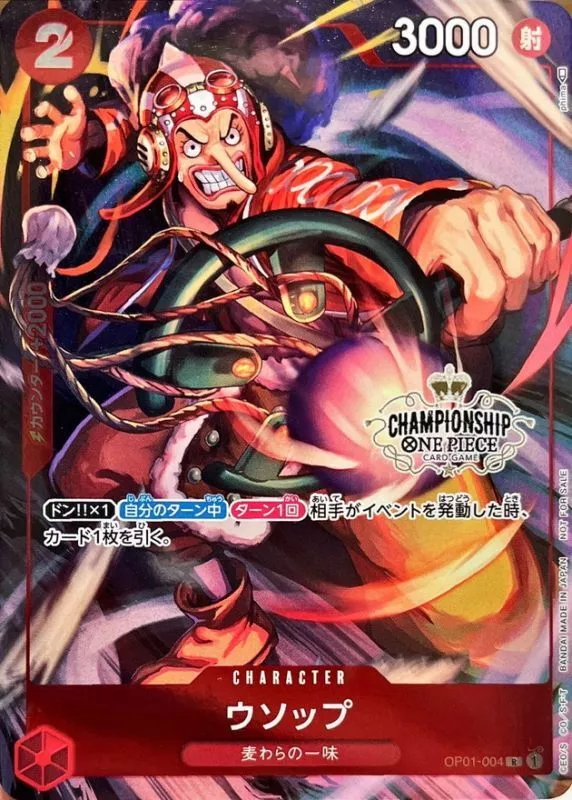 2
3000
射
phima
カウンター+2000
CHAMPIONSHIP
ONE PIECE
CARD GAME
ドン!!×1 自分のターン中 ターン1回 相手がイベントを発動した時、
カード1枚を引く。
CHARACTER
ウソップ
麦わらの一味
OP01-004 R 1
©E.O/S. ©O./S.F.T BANDAI MADE IN JAPAN NOT FOR SALE